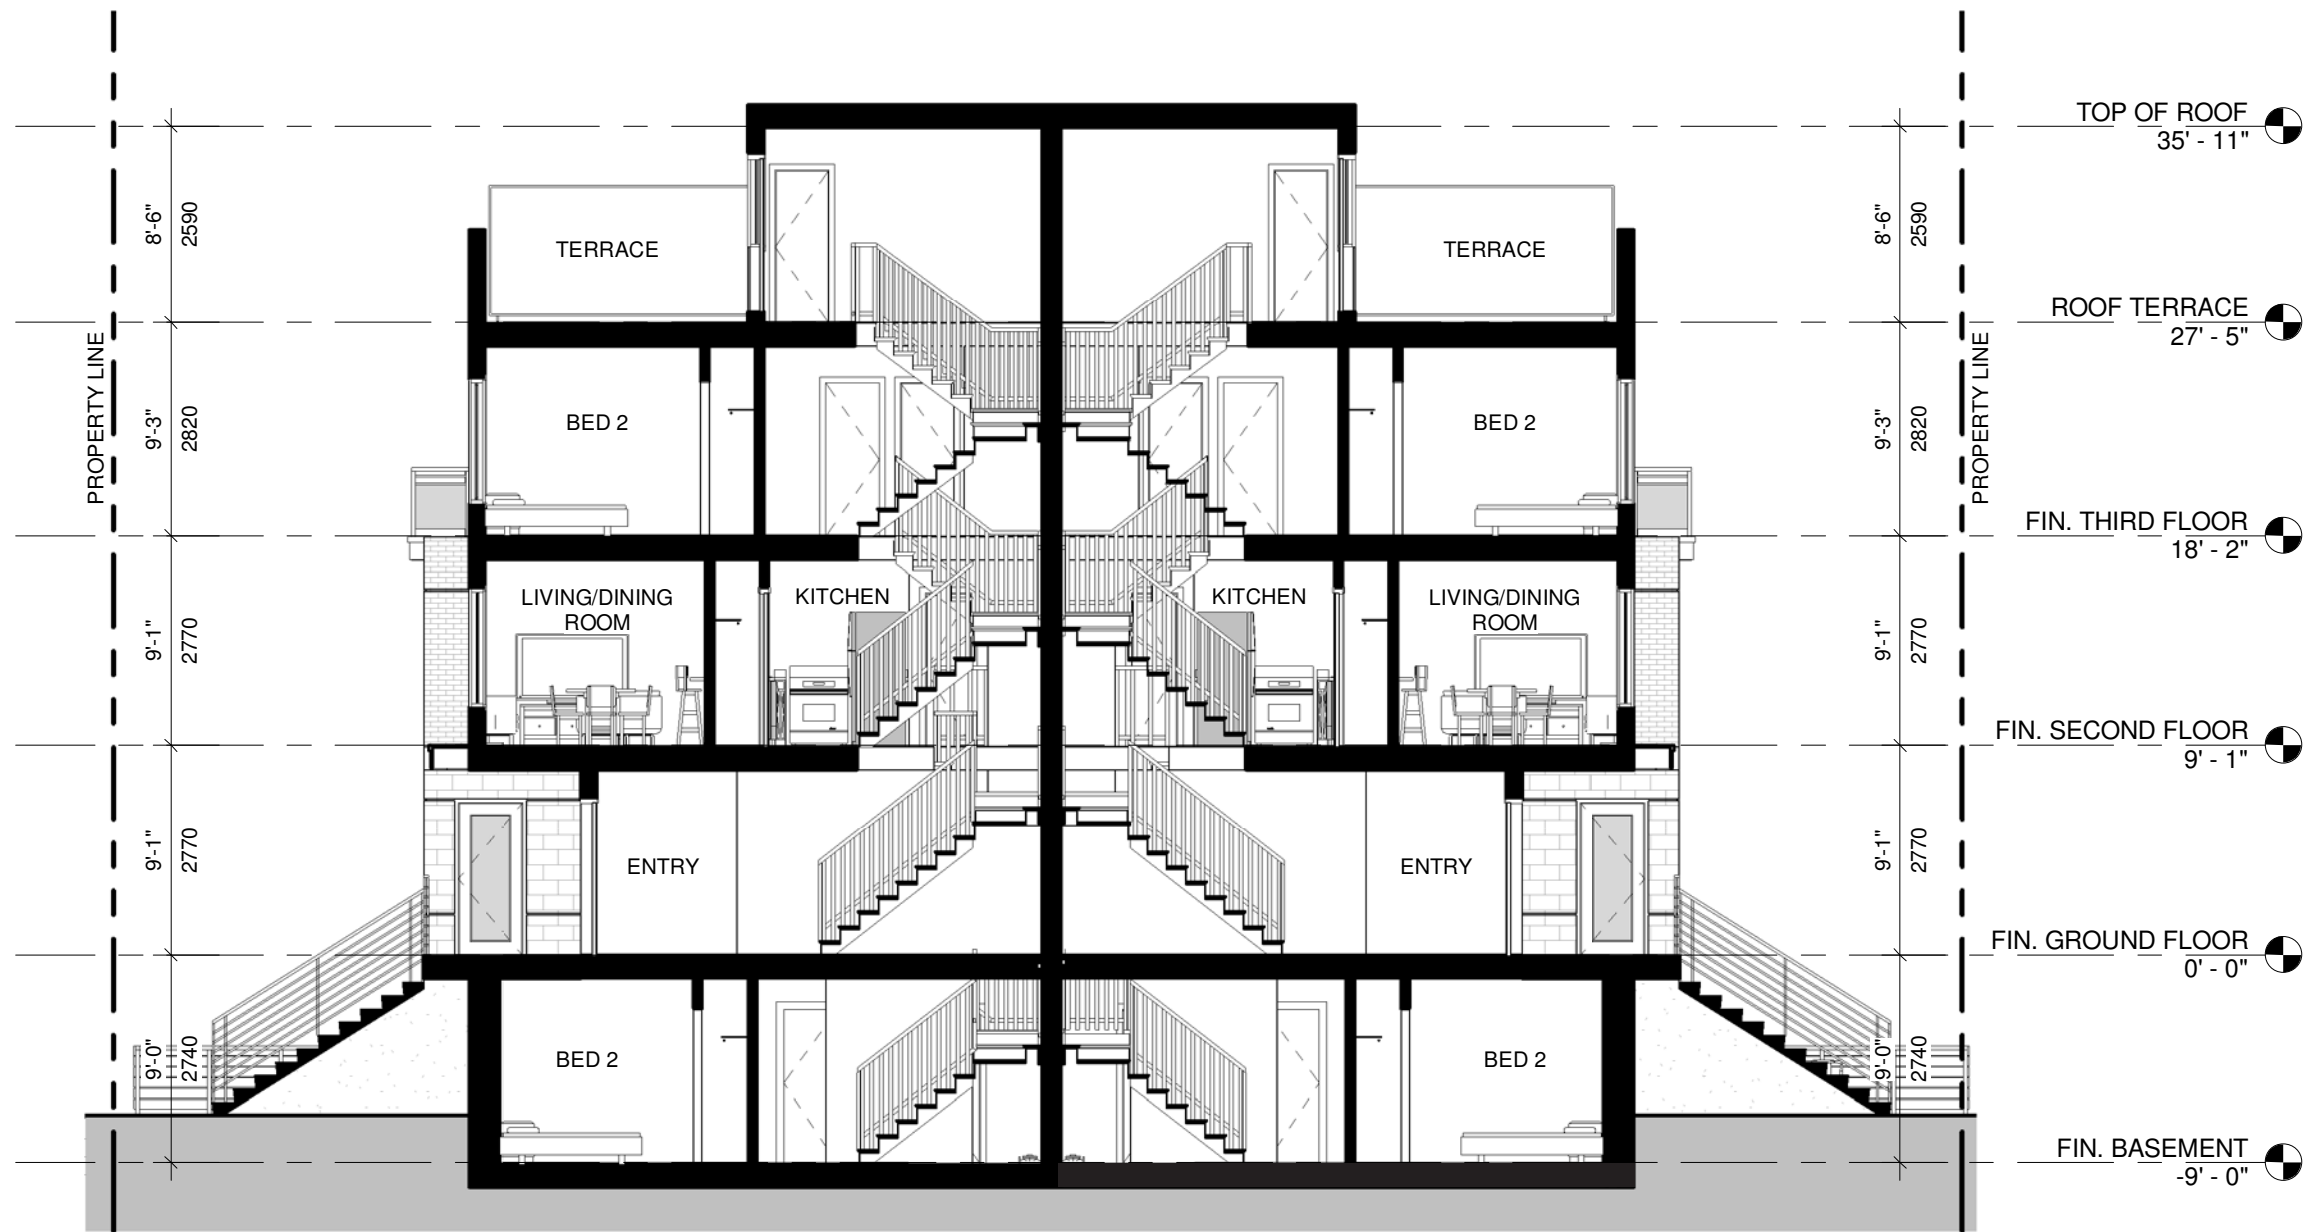 TOP OF ROOF
35' - 11"
8'-6"
2590
8'-6"
2590
TERRACE
TERRACE
ROOF TERRACE
27' - 5"
PROPERTY LINE
PROPERTY LINE
9'-3"
2820
9'-3"
2820
BED 2
BED 2
FIN. THIRD FLOOR
18' - 2"
LIVING/DINING
ROOM
KITCHEN
KITCHEN
LIVING/DINING
ROOM
9'-1"
2770
9'-1"
2770
FIN. SECOND FLOOR
9' - 1"
9'-1"
2770
9'-1"
2770
ENTRY
ENTRY
FIN. GROUND FLOOR
0' - 0"
9'-0"
2740
9'-0"
2740
BED 2
BED 2
FIN. BASEMENT
-9' - 0"